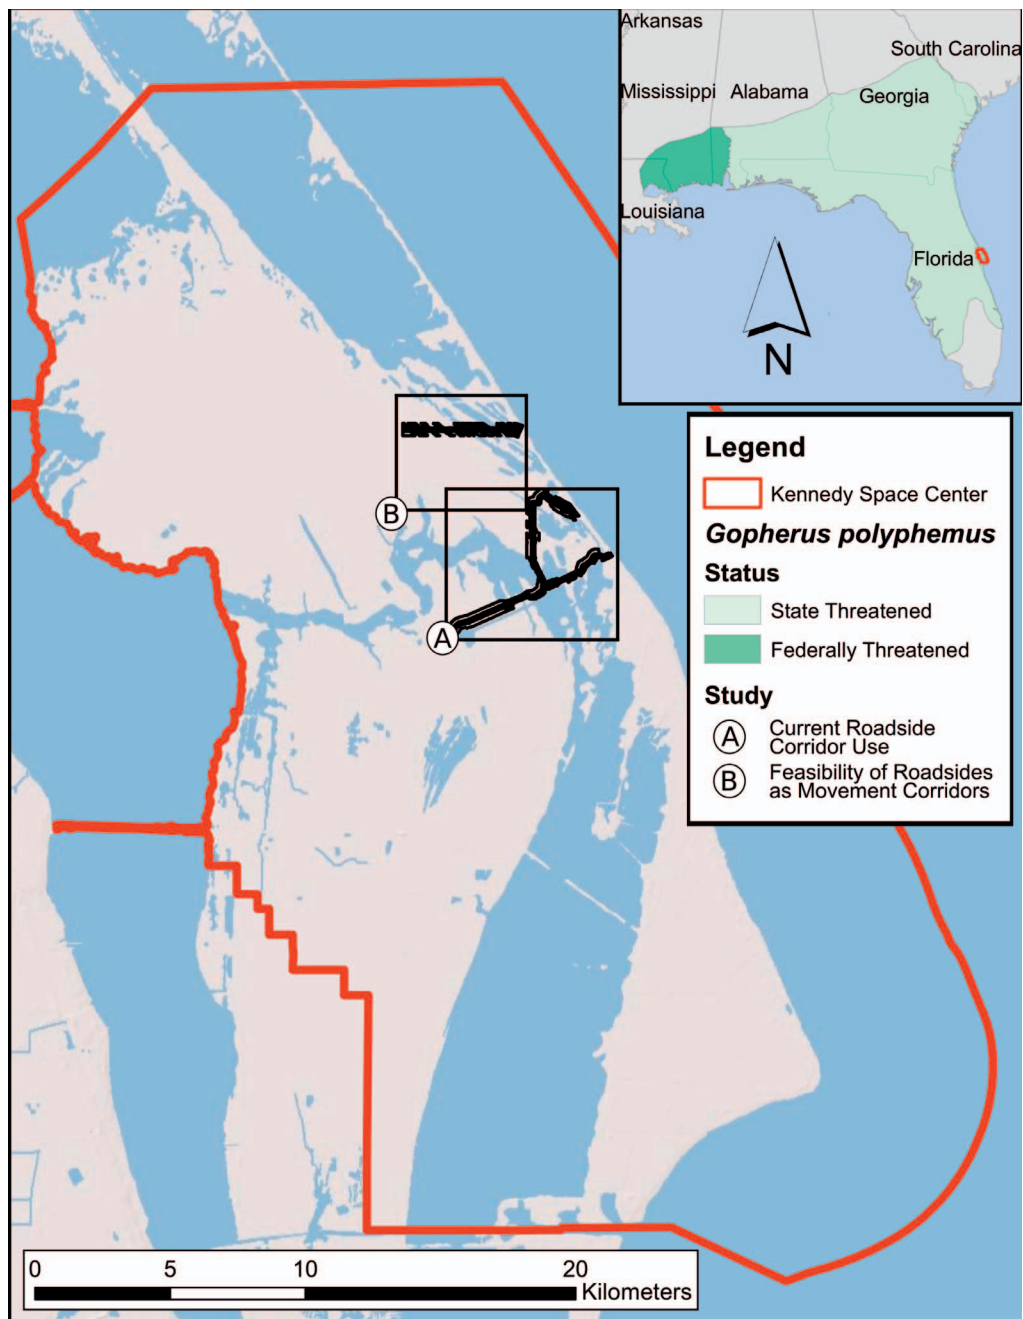 Arkansas
South Carolina
Mississippi
Alabama
Georgia
Louisiana
Florida
N
B
A
Legend
Kennedy Space Center
Gopherus polyphemus
Status
State Threatened
Federally Threatened
Study
A
Current Roadside
Corridor Use
B
Feasibility of Roadsides
as Movement Corridors
0 5 10 20
Kilometers